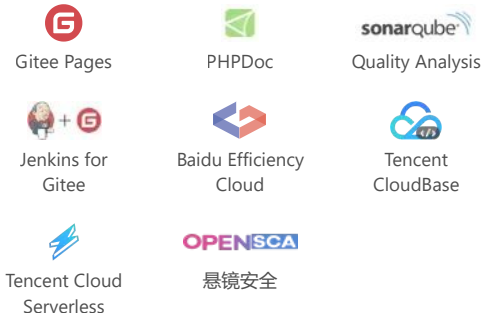 sonarqube
Gitee Pages
PHPDoc
Quality Analysis
Jenkins for
Gitee
Baidu Efficiency
Cloud
Tencent
CloudBase
OPENSCA
Tencent Cloud
Serverless
悬镜安全